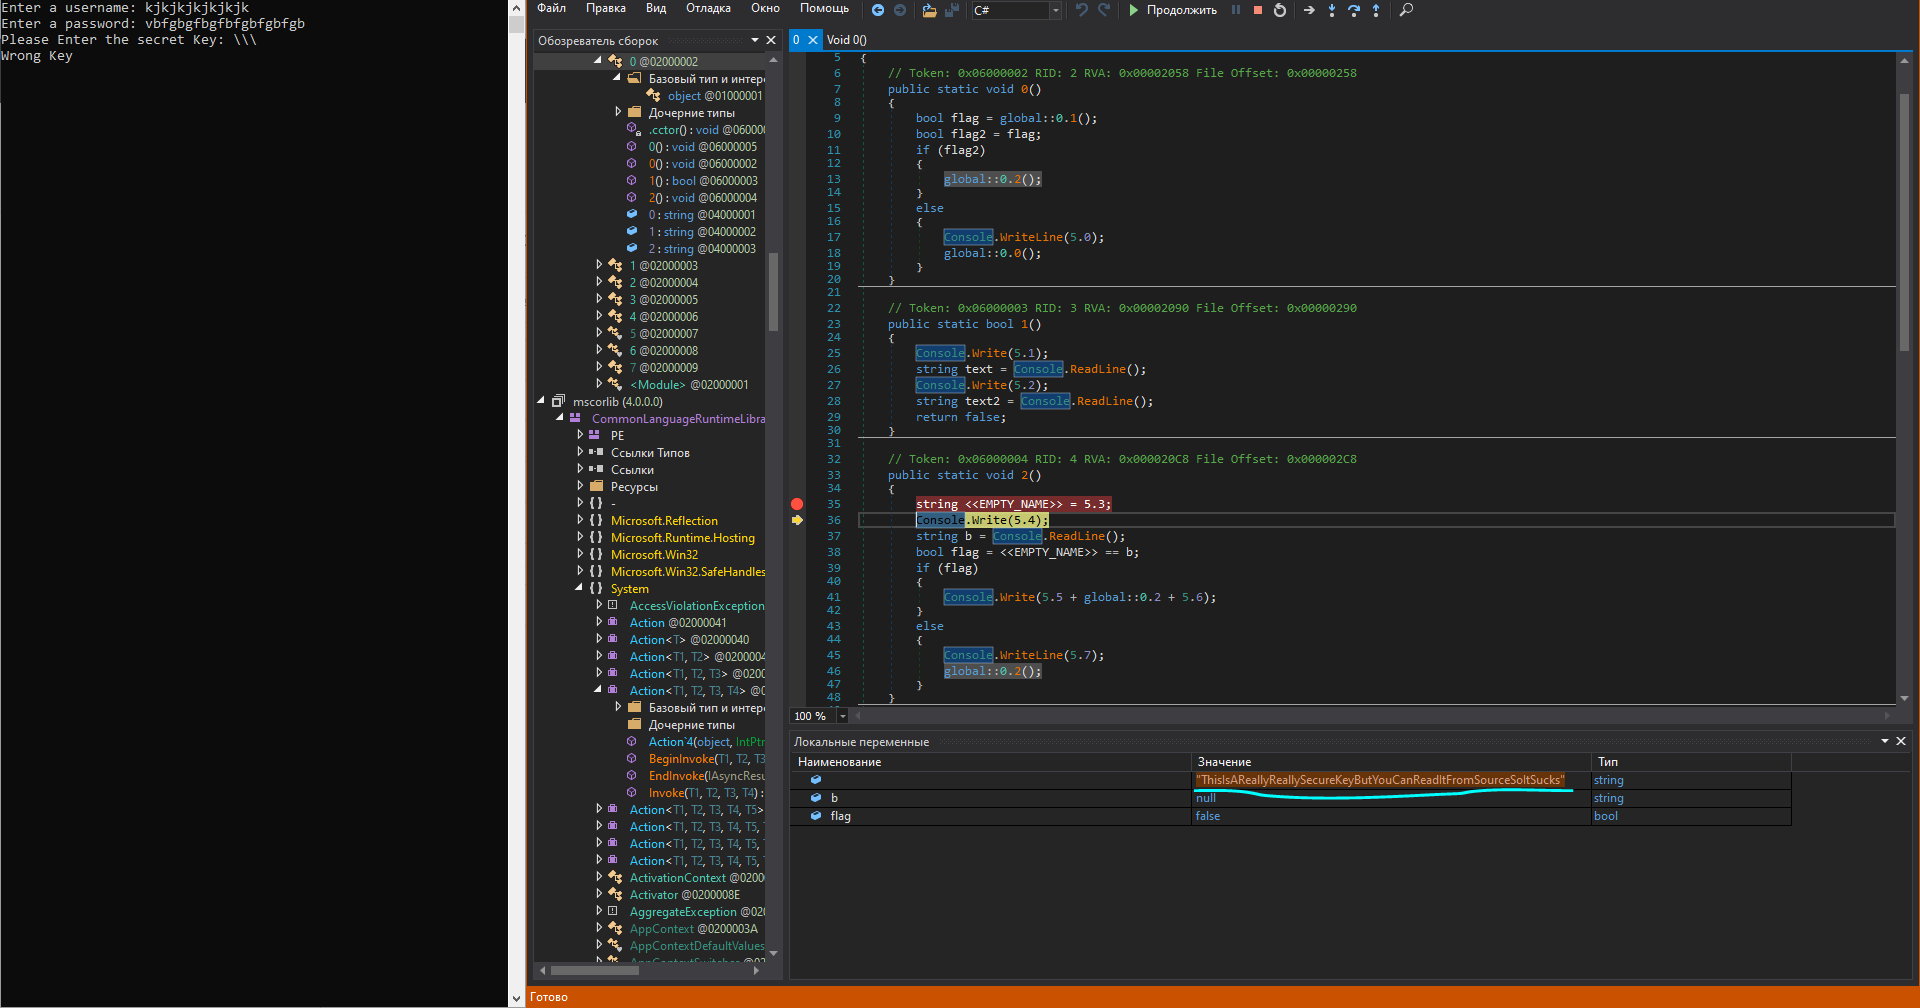 Enter a username: kjkjkjkjkjkjk
Enter a password: vbfgbgfbgfbfgbfgbfgb
Please Enter the secret Key: \\\
Wrong Key
Файл Правка Вид Отладка Окно Помощь C# Продолжить
Обозреватель сборок
0 @02000002
Базовый тип и интерс
object @01000001
Дочерние типы
.cctor() : void @06000
0() : void @06000005
0() : void @06000002
1() : bool @06000003
2() : void @06000004
0 : string @04000001
1 : string @04000002
2 : string @04000003
1 @02000003
2 @02000004
3 @02000005
4 @02000006
5 @02000007
6 @02000008
7 @02000009
<Module> @02000001
mscorlib (4.0.0.0)
CommonLanguageRuntimeLibra
PE
Ссылки Типов
Ссылки
Ресурсы
{ } -
{ } Microsoft.Reflection
{ } Microsoft.Runtime.Hosting
{ } Microsoft.Win32
{ } Microsoft.Win32.SafeHandles
{ } System
AccessViolationException
Action @02000041
Action<T> @02000040
Action<T1, T2> @0200004
Action<T1, T2, T3> @0200
Action<T1, T2, T3, T4> @0
Базовый тип и интерс
Дочерние типы
Action`4(object, IntPtr
BeginInvoke(T1, T2, T3
EndInvoke(IAsyncResu
Invoke(T1, T2, T3, T4) :
Action<T1, T2, T3, T4, T5>
Action<T1, T2, T3, T4, T5,
Action<T1, T2, T3, T4, T5,
Action<T1, T2, T3, T4, T5,
ActivationContext @0200
Activator @0200008E
AggregateException @02
AppContext @0200003A
AppContextDefaultValues
0 Void 0()
5 {
6 // Token: 0x06000002 RID: 2 RVA: 0x00002058 File Offset: 0x00000258
7 public static void 0()
8 {
9 bool flag = global::0.1();
10 bool flag2 = flag;
11 if (flag2)
12 {
13 global::0.2();
14 }
15 else
16 {
17 Console.WriteLine(5.0);
18 global::0.0();
19 }
20 }
21
22 // Token: 0x06000003 RID: 3 RVA: 0x00002090 File Offset: 0x00000290
23 public static bool 1()
24 {
25 Console.Write(5.1);
26 string text = Console.ReadLine();
27 Console.Write(5.2);
28 string text2 = Console.ReadLine();
29 return false;
30 }
31
32 // Token: 0x06000004 RID: 4 RVA: 0x000020C8 File Offset: 0x000002C8
33 public static void 2()
34 {
35 string <<EMPTY_NAME>> = 5.3;
36 Console.Write(5.4);
37 string b = Console.ReadLine();
38 bool flag = <<EMPTY_NAME>> == b;
39 if (flag)
40 {
41 Console.Write(5.5 + global::0.2 + 5.6);
42 }
43 else
44 {
45 Console.WriteLine(5.7);
46 global::0.2();
47 }
48 }
100 %
Локальные переменные
Наименование Значение Тип
"ThisIsAReallyReallySecureKeyButYouCanReadItFromSourceSoItSucks" string
b null string
flag false bool
Готово